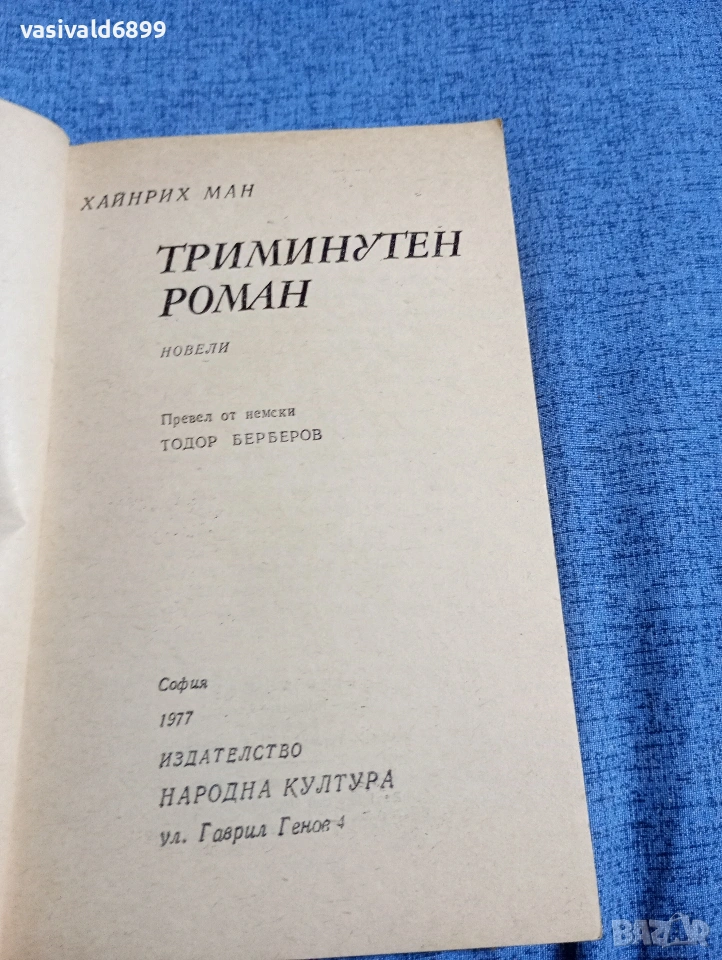 vasivald6899
ХАЙНРИХ МАН
ТРИМИНУТЕН
РОМАН
НОВЕЛИ
Превел от немски
ТОДОР БЕРБЕРОВ
София
1977
ИЗДАТЕЛСТВО
НАРОДНА КУЛТУРА
ул. Гаврил Генов 4
BAZAR